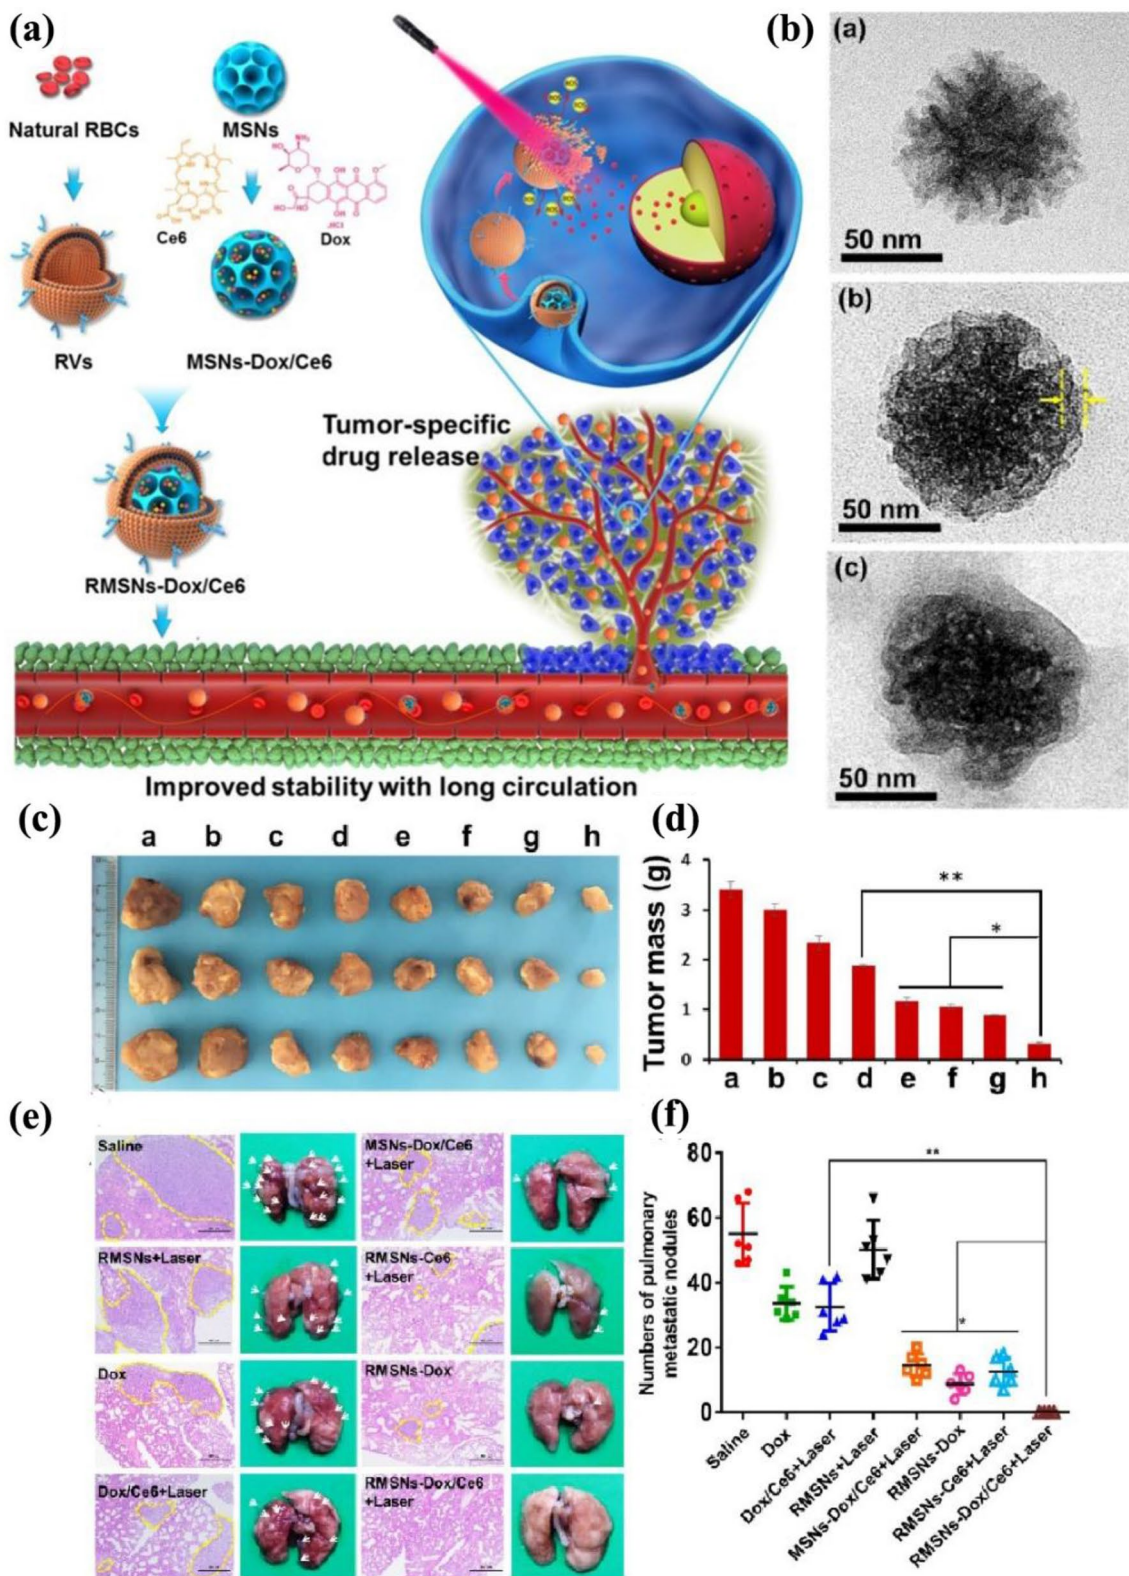 (a)
Natural RBCs
MSNs
Ce6
Dox
RVs
MSNs-Dox/Ce6
RMSNs-Dox/Ce6
Tumor-specific
drug release
Improved stability with long circulation
(b)
(a)
50 nm
(b)
50 nm
(c)
50 nm
(c)
a b c d e f g h
(d)
Tumor mass (g)
4
3
2
1
0
**
*
a b c d e f g h
(e)
Saline
MSNs-Dox/Ce6
+Laser
RMSNs+Laser
RMSNs-Ce6
+Laser
Dox
RMSNs-Dox
Dox/Ce6+Laser
RMSNs-Dox/Ce6
+Laser
(f)
Numbers of pulmonary
metastatic nodules
80
60
40
20
0
**
*
Saline
Dox
Dox/Ce6+Laser
RMSNs+Laser
MSNs-Dox/Ce6+Laser
RMSNs-Dox
RMSNs-Ce6+Laser
RMSNs-Dox/Ce6+Laser